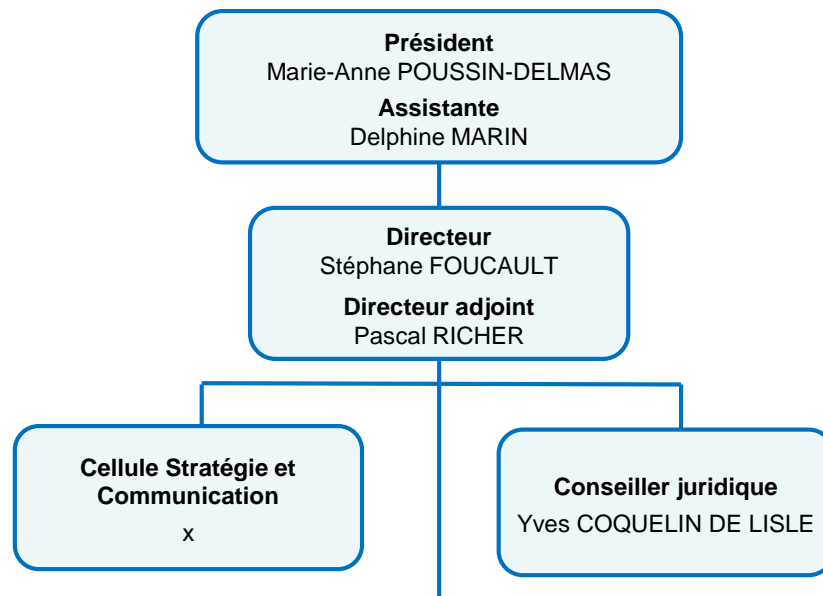 Président
Marie-Anne POUSSIN-DELMAS
Assistante
Delphine MARIN
Directeur
Stéphane FOUCAULT
Directeur adjoint
Pascal RICHER
Cellule Stratégie et
Communication
x
Conseiller juridique
Yves COQUELIN DE LISLE